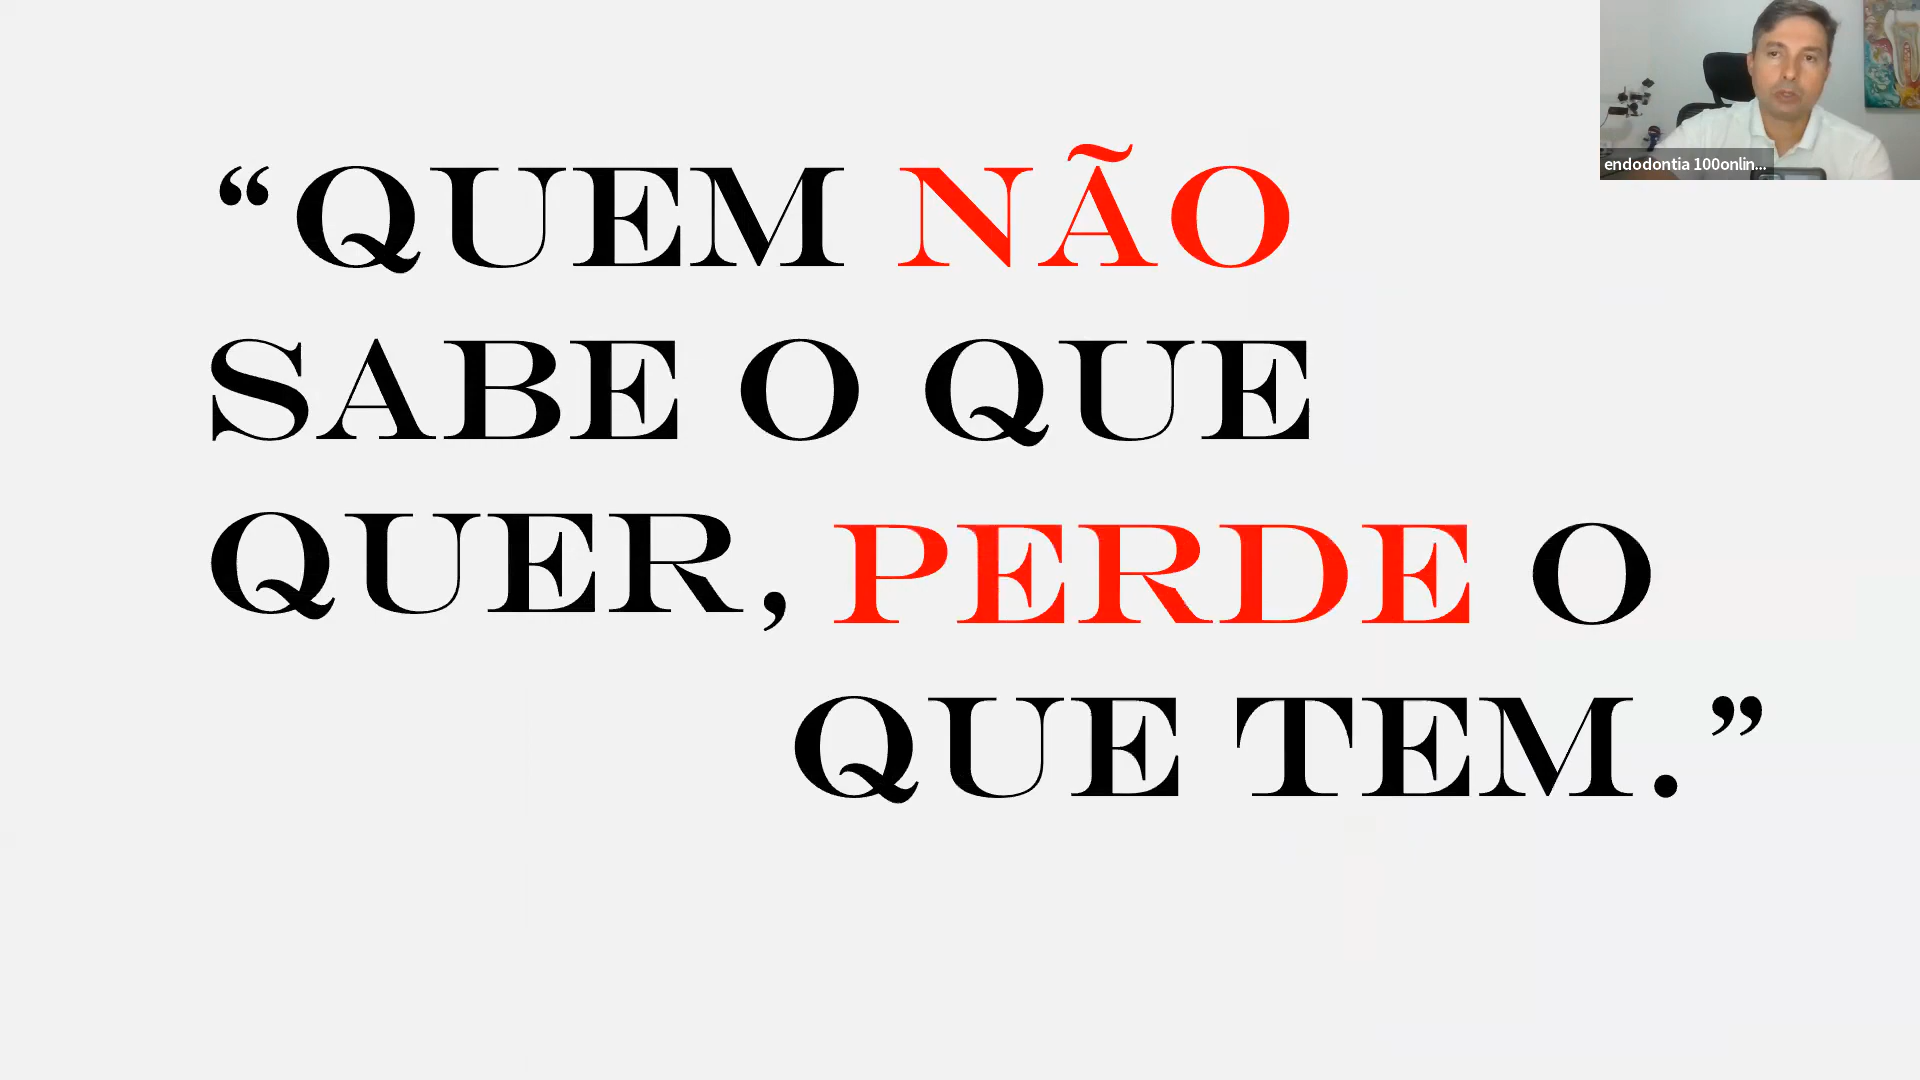 “QUEM NÃO
SABE O QUE
QUER, PERDE O
QUE TEM.”
endodontia 100onlin...